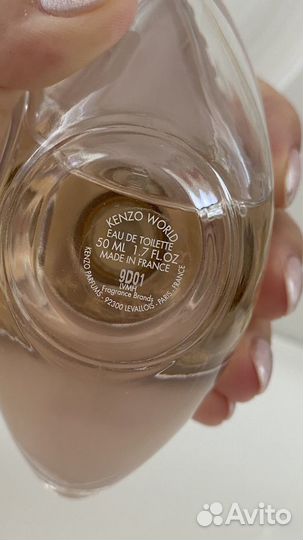 KENZO WORLD
EAU DE TOILETTE
50 ML 1.7 FL.OZ.
MADE IN FRANCE
9D01
LVMH
Fragrance Brands
KENZO PARFUMS - 92300 LEVALLOIS - PARIS - FRANCE
Avito